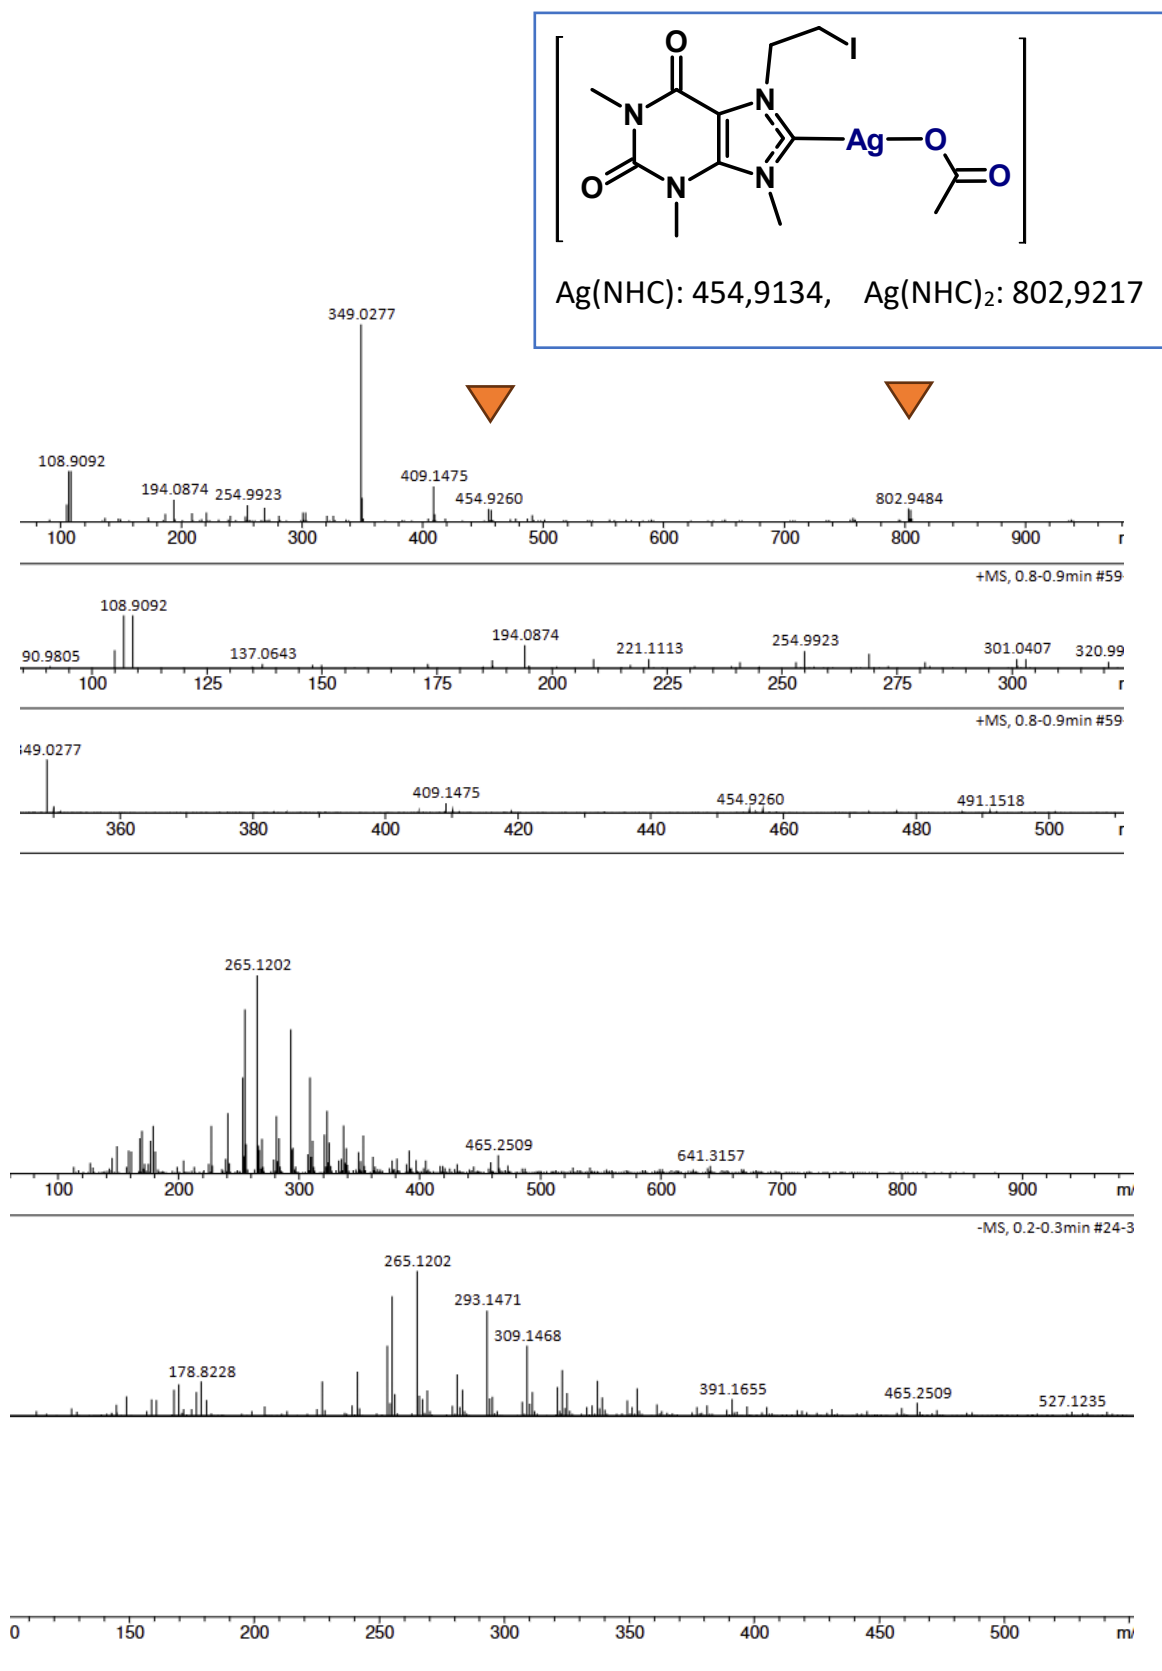 O
I
N
N
Ag
O
O
N
N
O
Ag(NHC): 454,9134, Ag(NHC)2: 802,9217
349.0277
108.9092
194.0874
254.9923
409.1475
454.9260
802.9484
100 200 300 400 500 600 700 800 900
+MS, 0.8-0.9min #59
108.9092
90.9805
137.0643
194.0874
221.1113
254.9923
301.0407
320.99
100 125 150 175 200 225 250 275 300
+MS, 0.8-0.9min #59
349.0277
409.1475
454.9260
491.1518
360 380 400 420 440 460 480 500
265.1202
465.2509
641.3157
100 200 300 400 500 600 700 800 900 m/
-MS, 0.2-0.3min #24-3
265.1202
293.1471
309.1468
178.8228
391.1655
465.2509
527.1235
0 150 200 250 300 350 400 450 500 m/